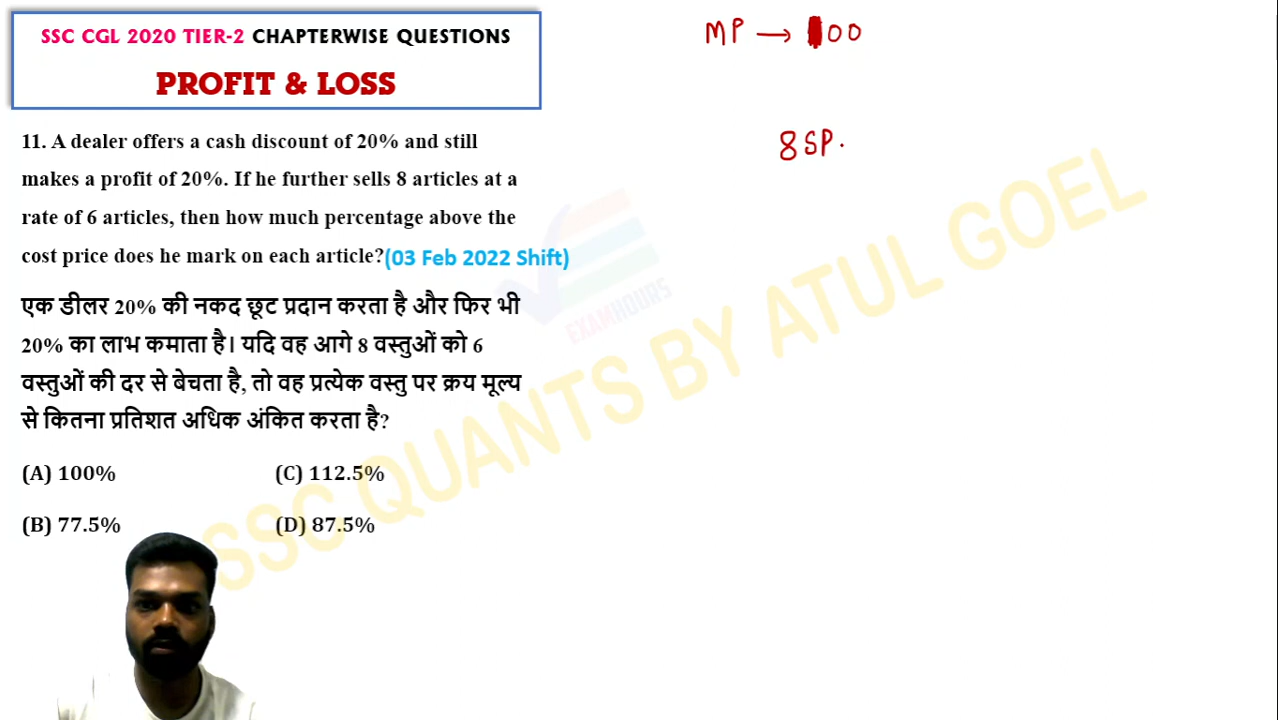 SSC CGL 2020 TIER-2 CHAPTERWISE QUESTIONS
PROFIT & LOSS
MP → 100
8 SP.
11. A dealer offers a cash discount of 20% and still
makes a profit of 20%. If he further sells 8 articles at a
rate of 6 articles, then how much percentage above the
cost price does he mark on each article?(03 Feb 2022 Shift)
एक डीलर 20% की नकद छूट प्रदान करता है और फिर भी
20% का लाभ कमाता है। यदि वह आगे 8 वस्तुओं को 6
वस्तुओं की दर से बेचता है, तो वह प्रत्येक वस्तु पर क्रय मूल्य
से कितना प्रतिशत अधिक अंकित करता है?
(A) 100%
(C) 112.5%
(B) 77.5%
(D) 87.5%
EXAMHOURS
SSC QUANTS BY ATUL GOEL